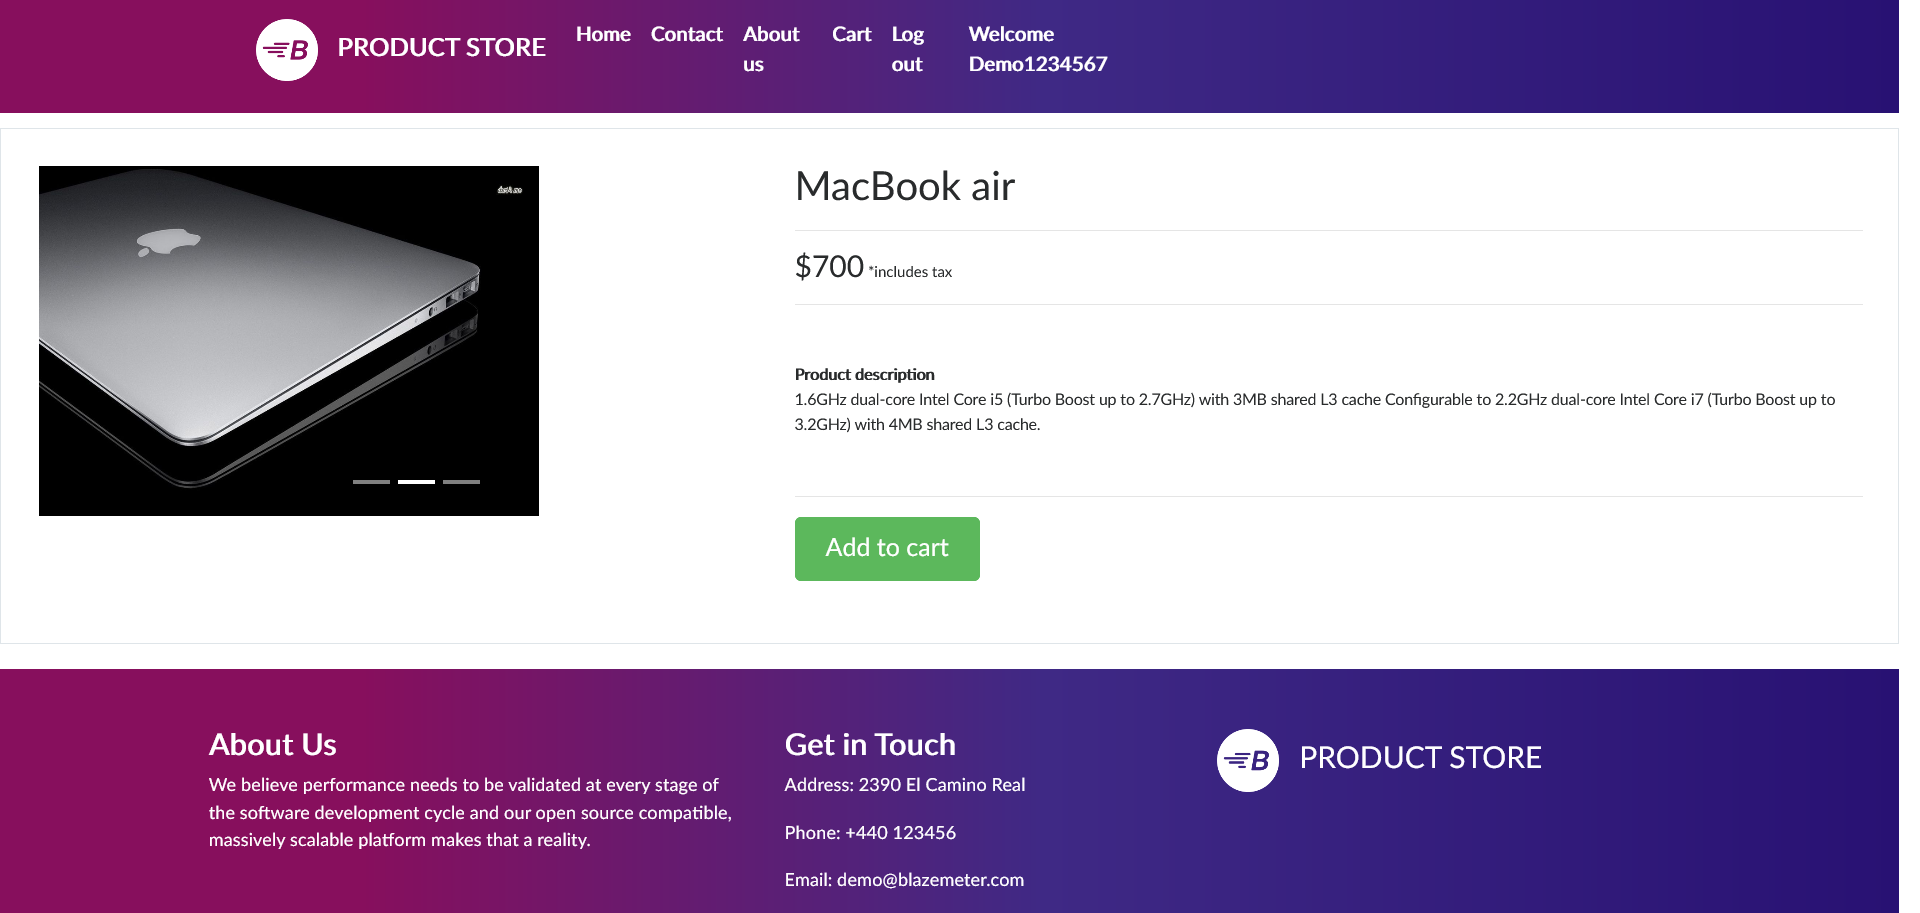 B PRODUCT STORE Home Contact About us Cart Log out Welcome Demo1234567
MacBook air
$700 *includes tax
Product description
1.6GHz dual-core Intel Core i5 (Turbo Boost up to 2.7GHz) with 3MB shared L3 cache Configurable to 2.2GHz dual-core Intel Core i7 (Turbo Boost up to
3.2GHz) with 4MB shared L3 cache.
Add to cart
About Us
We believe performance needs to be validated at every stage of
the software development cycle and our open source compatible,
massively scalable platform makes that a reality.
Get in Touch
Address: 2390 El Camino Real
Phone: +440 123456
Email: demo@blazemeter.com
B PRODUCT STORE